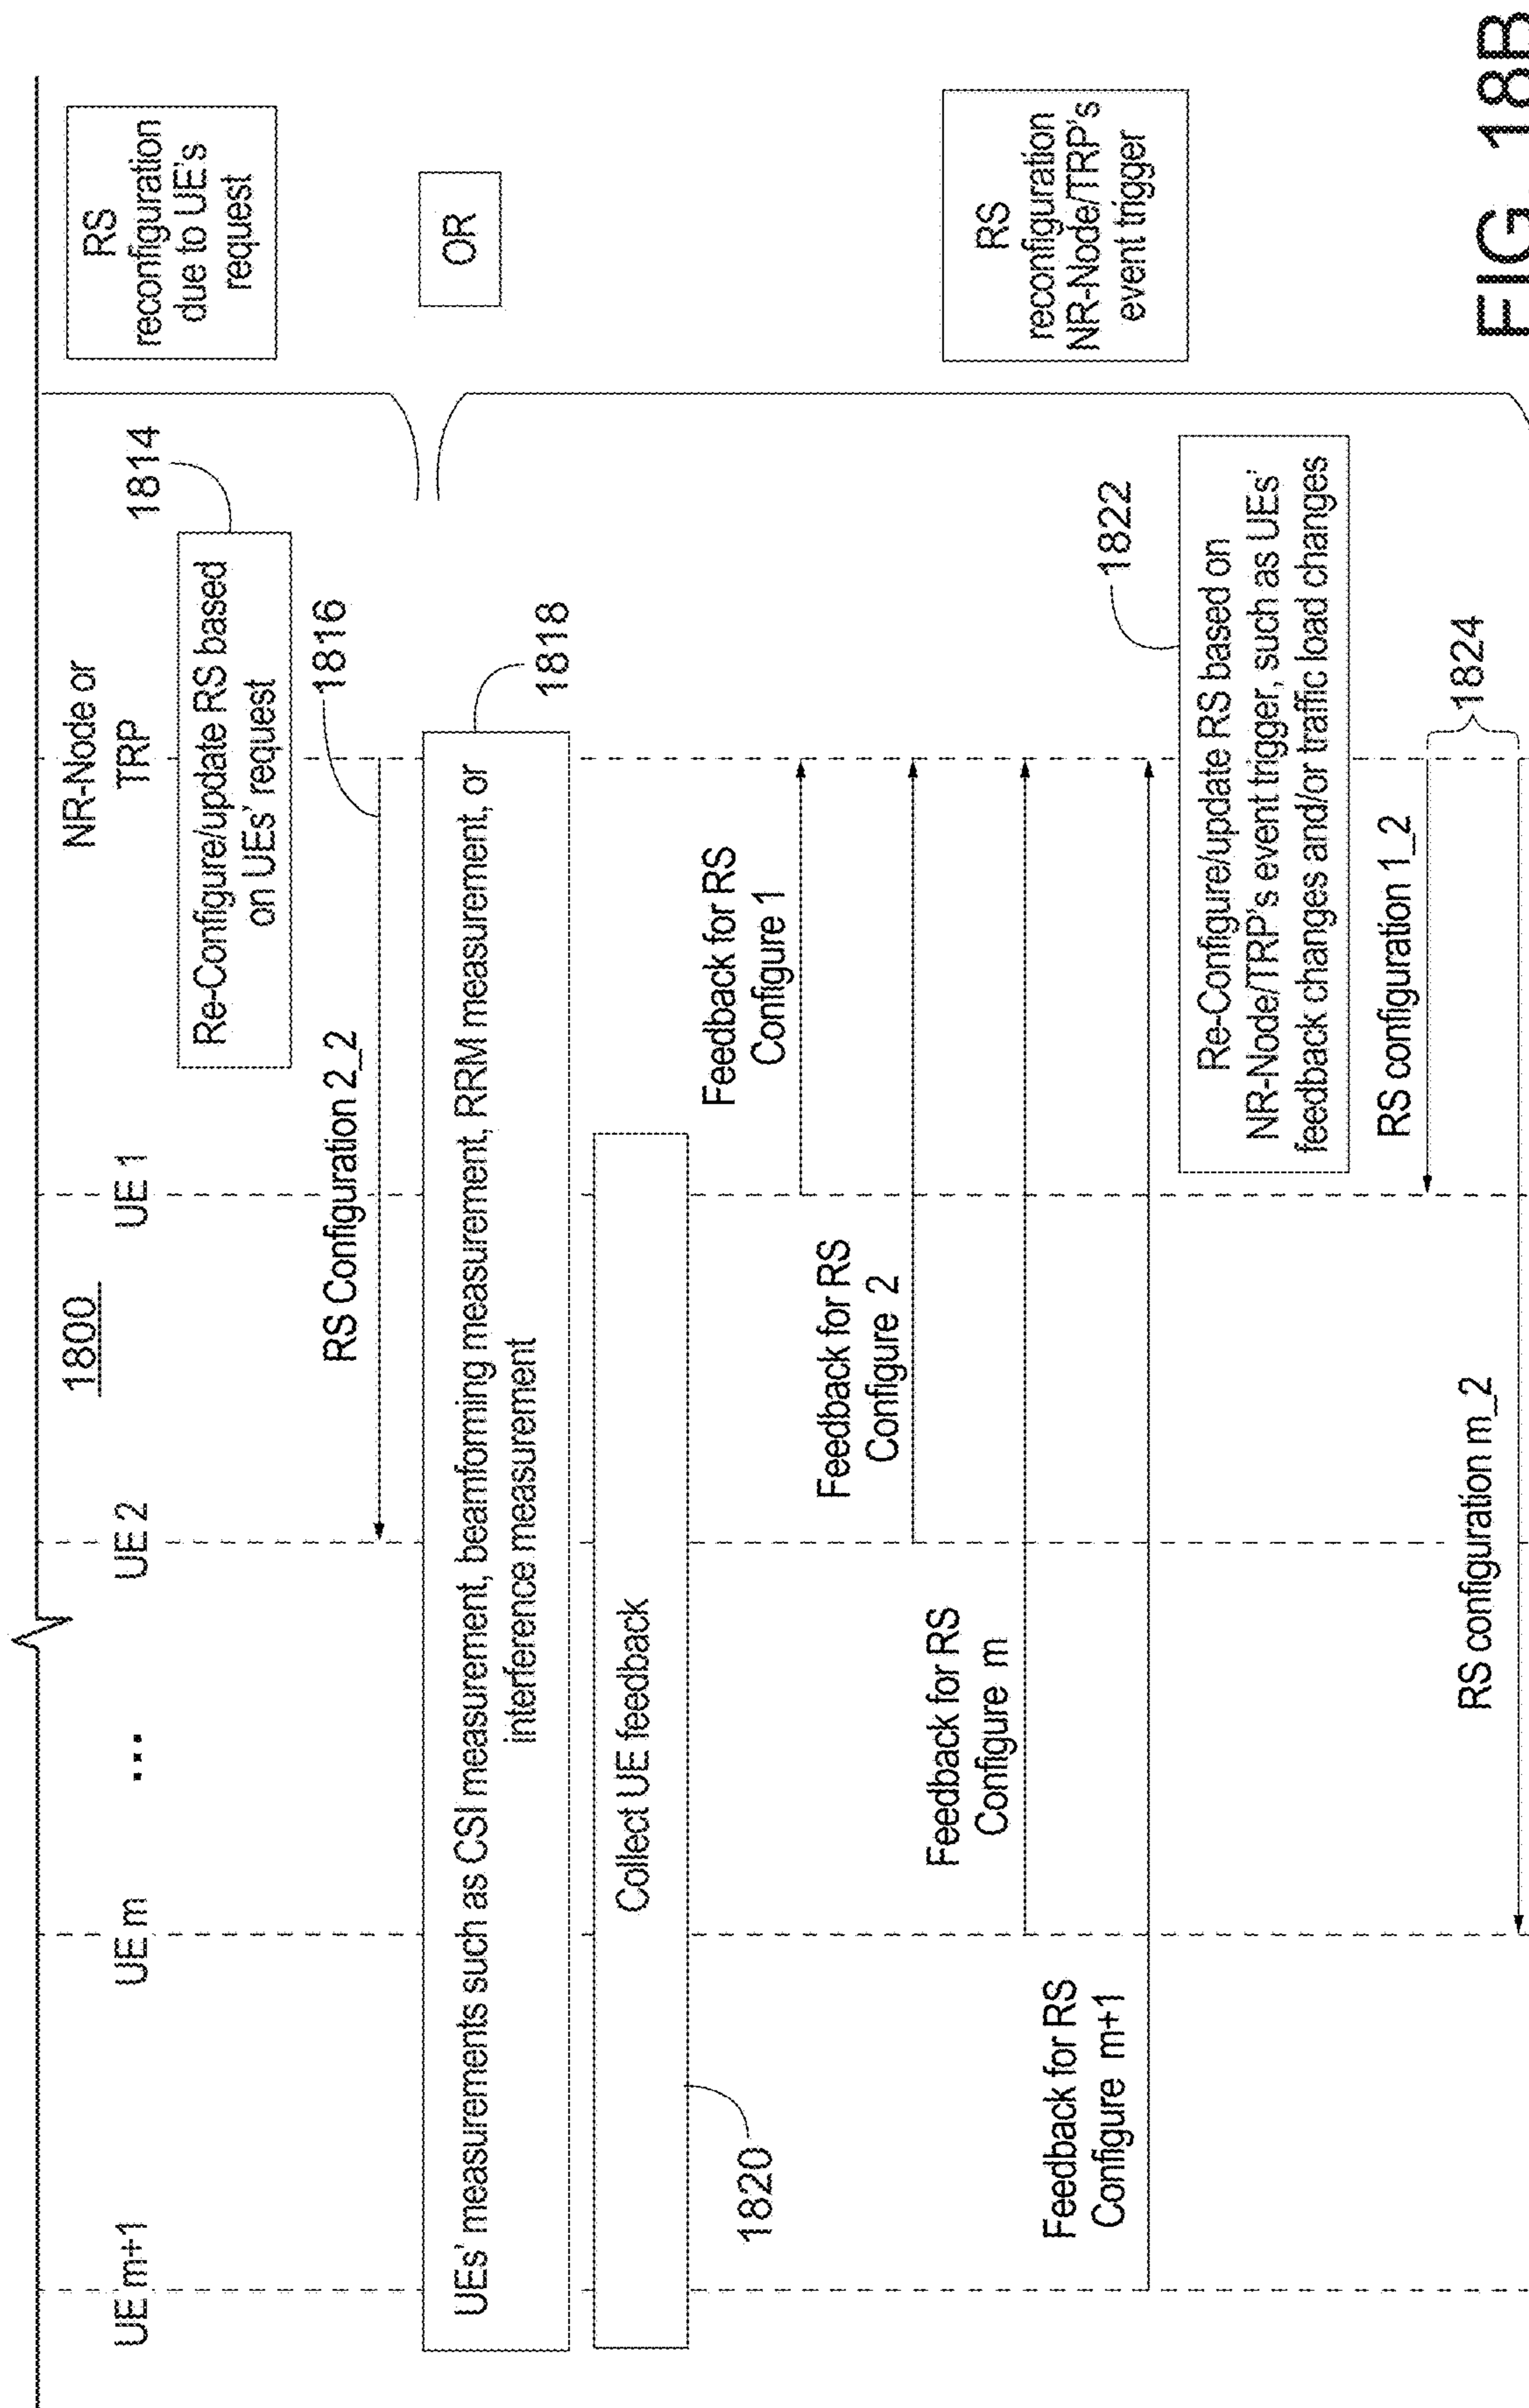 1800
UE m+1
UE m
...
UE 2
UE 1
NR-Node or
TRP
1814
Re-Configure/update RS based
on UEs' request
RS
reconfiguration
due to UE's
request
1816
RS Configuration 2_2
OR
1818
UEs' measurements such as CSI measurement, beamforming measurement, RRM measurement, or
interference measurement
Collect UE feedback
1820
Feedback for RS
Configure 1
Feedback for RS
Configure 2
Feedback for RS
Configure m
Feedback for RS
Configure m+1
RS
reconfiguration
NR-Node/TRP's
event trigger
1822
Re-Configure/update RS based on
NR-Node/TRP's event trigger, such as UEs'
feedback changes and/or traffic load changes
RS configuration 1_2
1824
RS configuration m_2
FIG. 18B